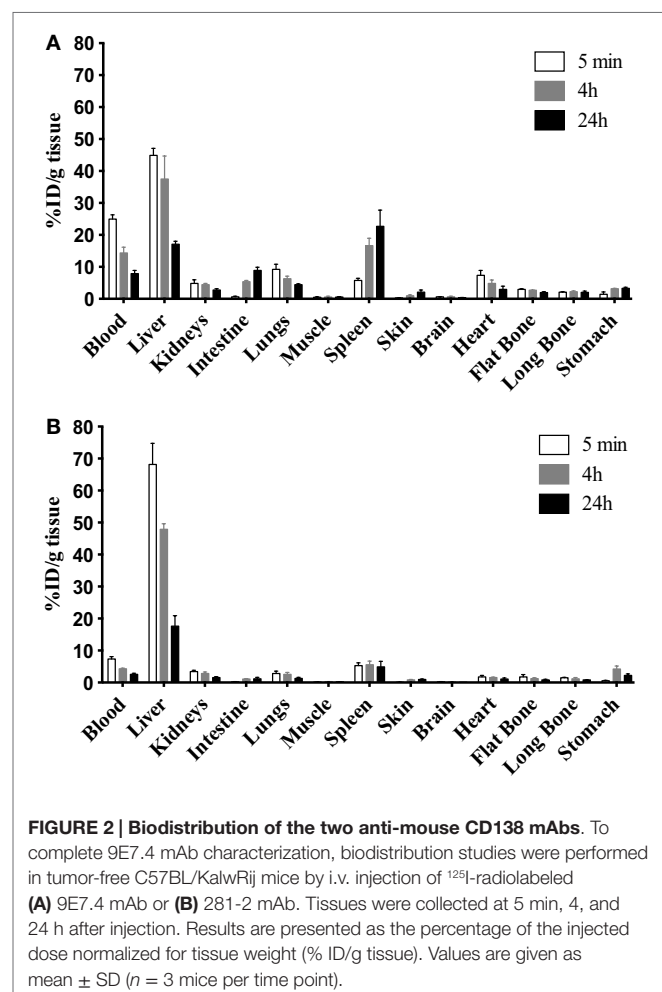 A
80
70
60
50
40
30
20
10
0
%ID/g tissue
5 min
4h
24h
Blood
Liver
Kidneys
Intestine
Lungs
Muscle
Spleen
Skin
Brain
Heart
Flat Bone
Long Bone
Stomach
B
80
70
60
50
40
30
20
10
0
%ID/g tissue
5 min
4h
24h
Blood
Liver
Kidneys
Intestine
Lungs
Muscle
Spleen
Skin
Brain
Heart
Flat Bone
Long Bone
Stomach
FIGURE 2 | Biodistribution of the two anti-mouse CD138 mAbs. To
complete 9E7.4 mAb characterization, biodistribution studies were performed
in tumor-free C57BL/KalwRij mice by i.v. injection of ¹²⁵I-radiolabeled
(A) 9E7.4 mAb or (B) 281-2 mAb. Tissues were collected at 5 min, 4, and
24 h after injection. Results are presented as the percentage of the injected
dose normalized for tissue weight (% ID/g tissue). Values are given as
mean ± SD (n = 3 mice per time point).